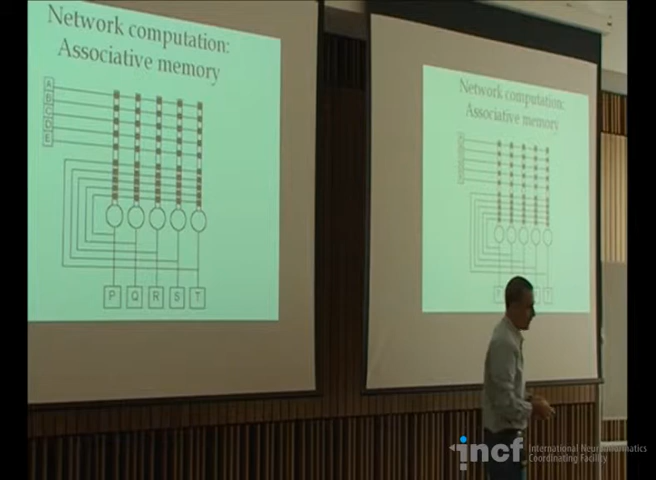 Network computation:
Associative memory
A
B
C
D
E
P Q R S T
Network computation:
Associative memory
incf International Neuroinformatics
Coordinating Facility